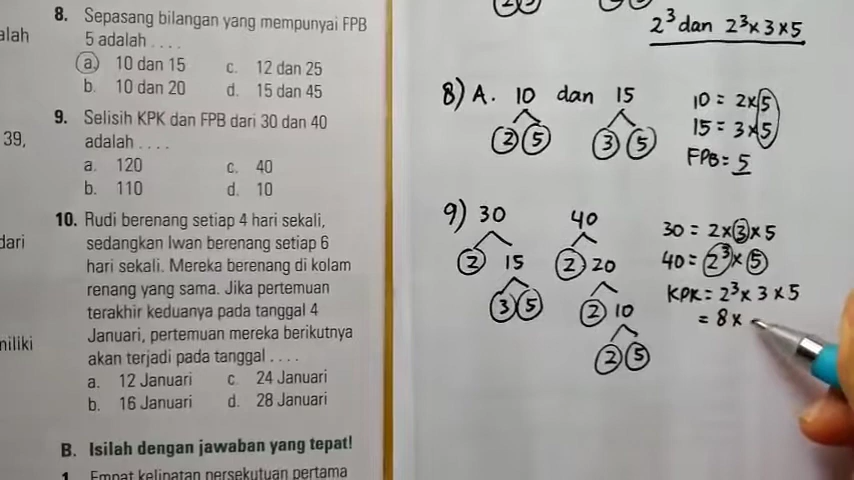 8. Sepasang bilangan yang mempunyai FPB
5 adalah . . . .
a. 10 dan 15 c. 12 dan 25
b. 10 dan 20 d. 15 dan 45
9. Selisih KPK dan FPB dari 30 dan 40
adalah . . . .
a. 120 c. 40
b. 110 d. 10
10. Rudi berenang setiap 4 hari sekali,
sedangkan Iwan berenang setiap 6
hari sekali. Mereka berenang di kolam
renang yang sama. Jika pertemuan
terakhir keduanya pada tanggal 4
Januari, pertemuan mereka berikutnya
akan terjadi pada tanggal . . . .
a. 12 Januari c. 24 Januari
b. 16 Januari d. 28 Januari
B. Isilah dengan jawaban yang tepat!
1. Empat kelipatan persekutuan pertama
alah
39,
dari
miliki
2 5
2³ dan 2³ x 3 x 5
8) A. 10 dan 15
2 5 3 5
10 = 2 x 5
15 = 3 x 5
FPB = 5
9) 30 40
2 15 2 20
3 5 2 10
2 5
30 = 2 x 3 x 5
40 = 2³ x 5
KPK = 2³ x 3 x 5
= 8 x